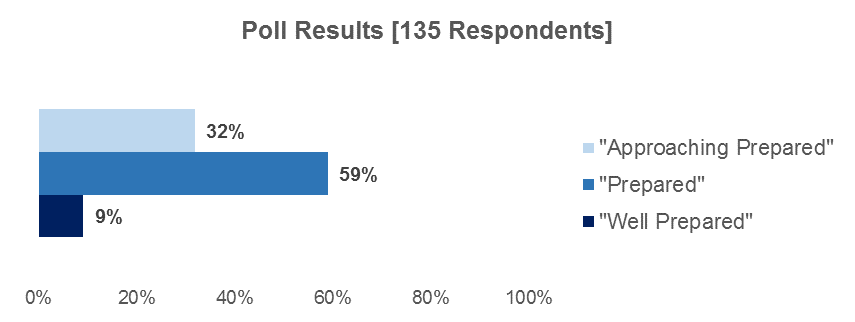 Poll Results [135 Respondents]
32%
59%
9%
"Approaching Prepared"
"Prepared"
"Well Prepared"
0% 20% 40% 60% 80% 100%